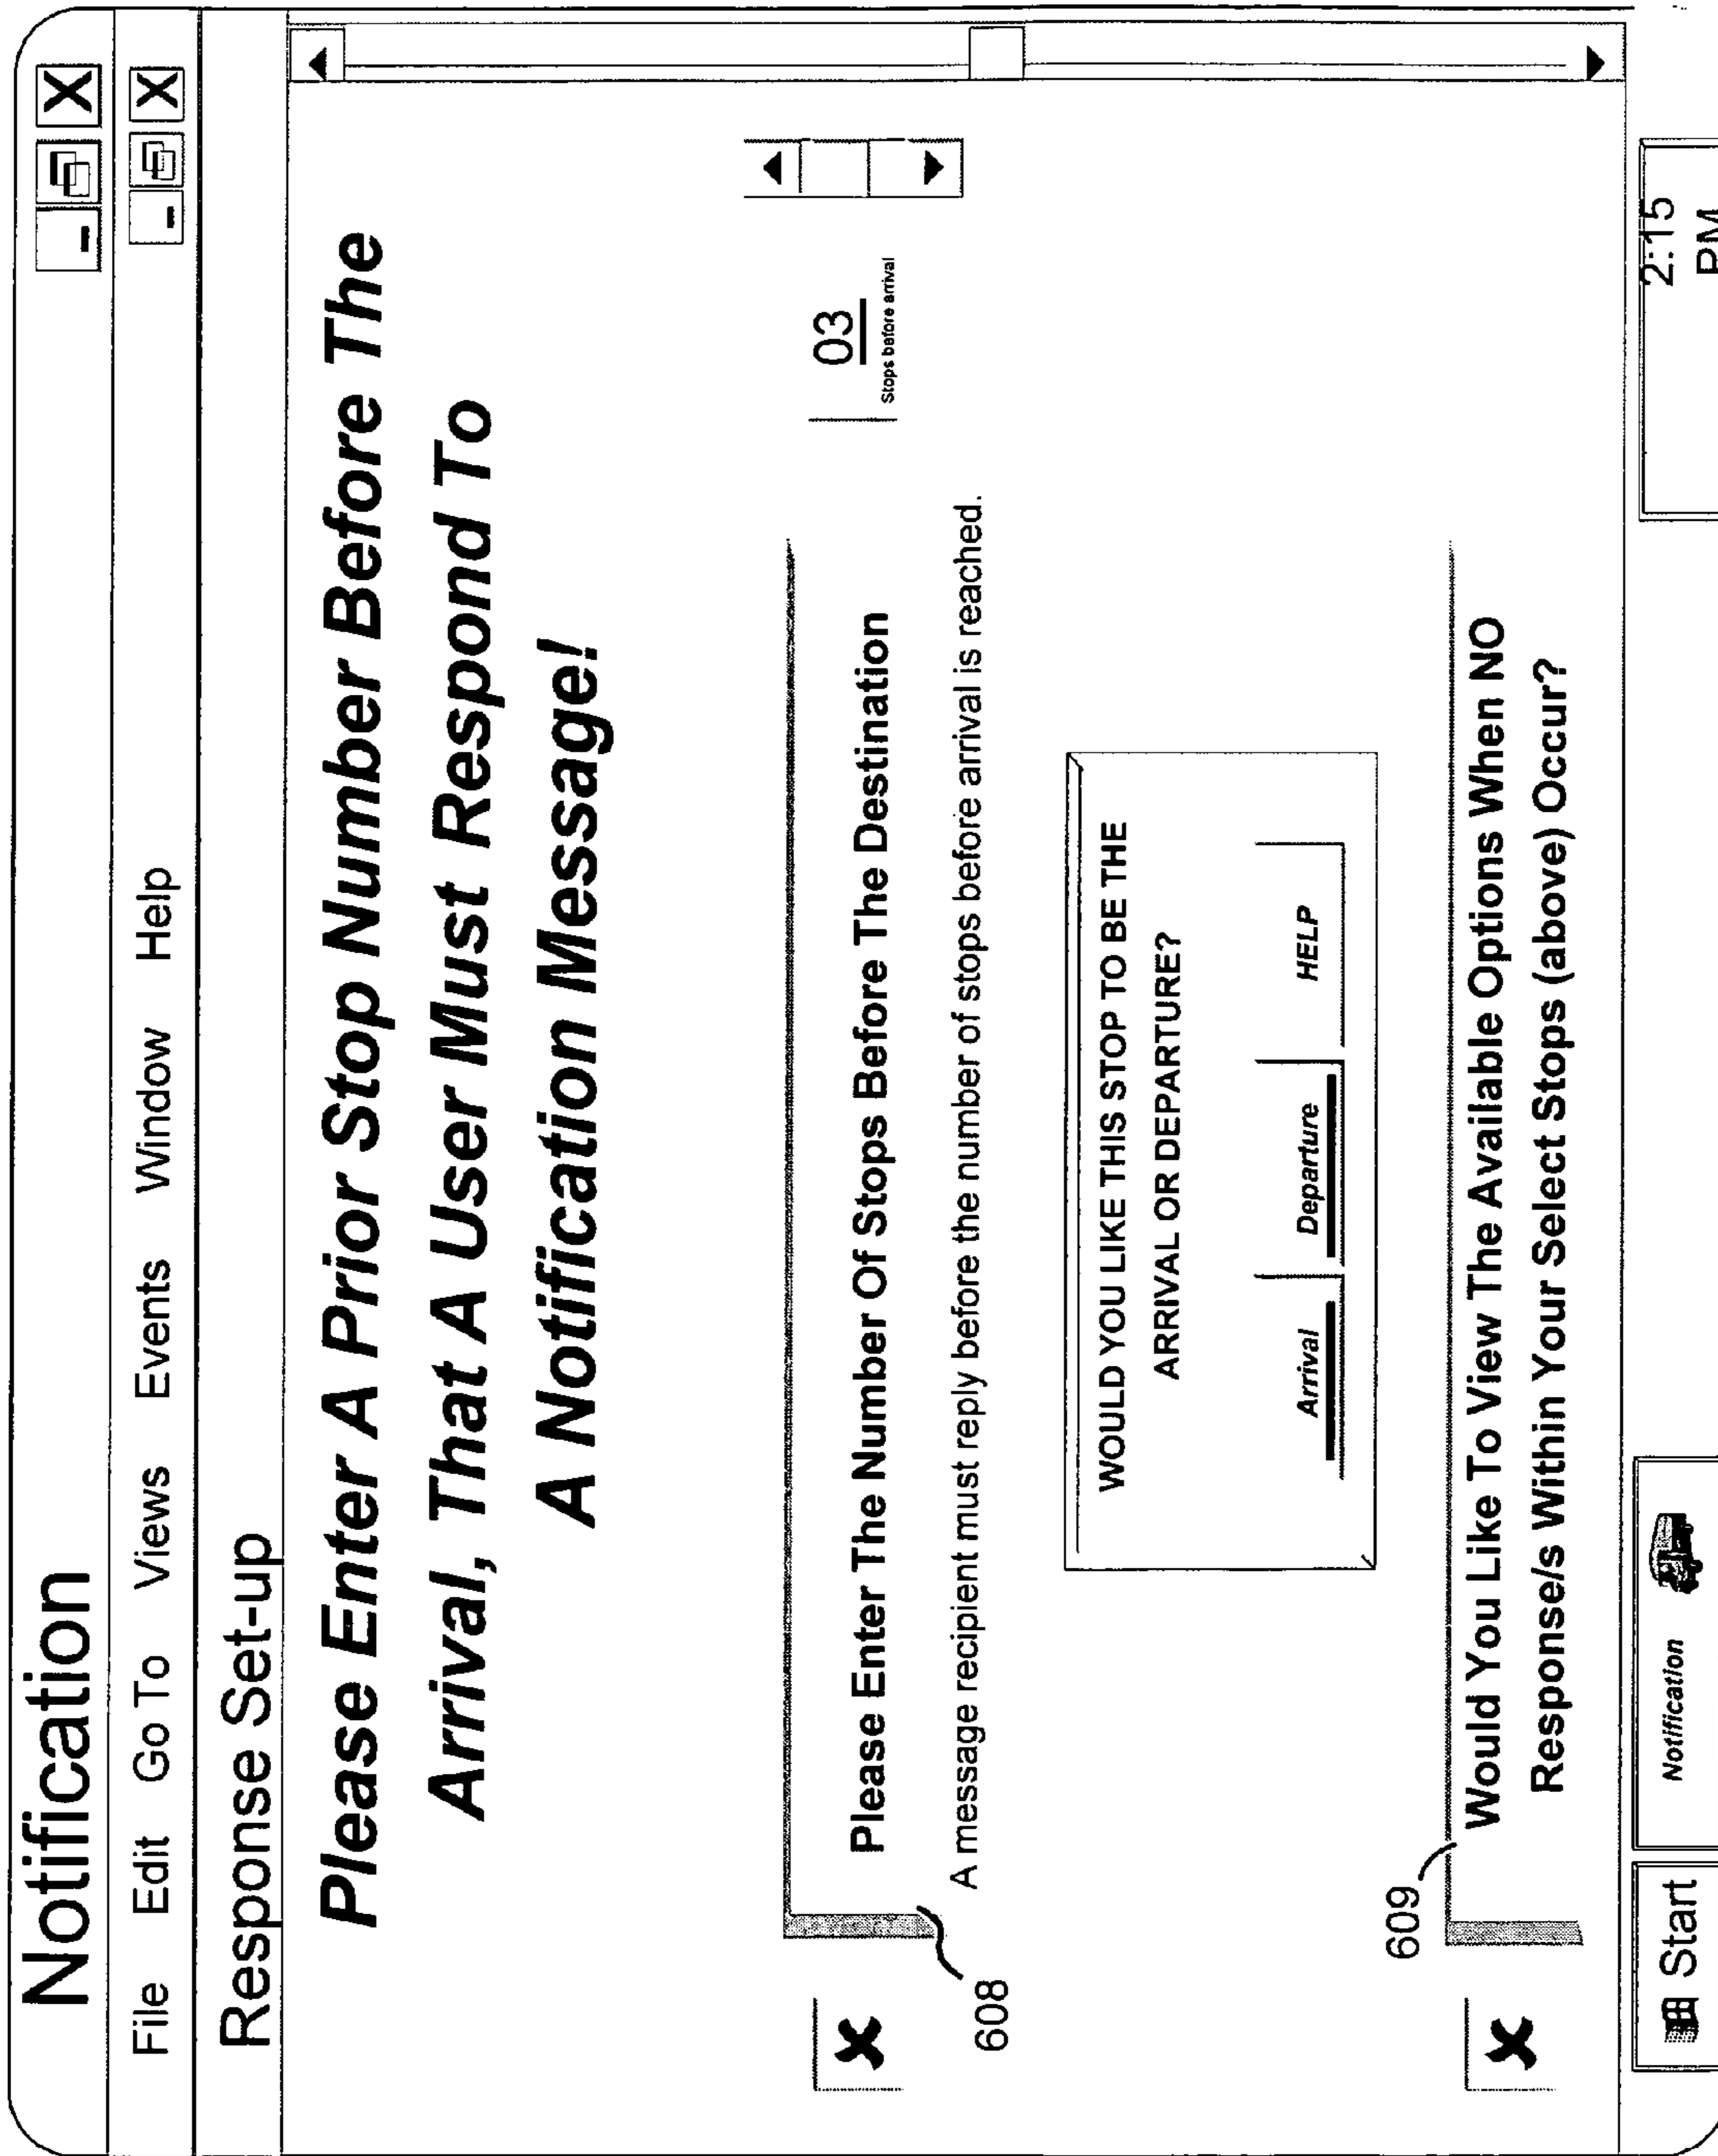 Notification
File Edit Go To Views Events Window Help
Response Set-up
Please Enter A Prior Stop Number Before The
Arrival, That A User Must Respond To
A Notification Message!
Please Enter The Number Of Stops Before The Destination
03
Stops before arrival
608
A message recipient must reply before the number of stops before arrival is reached.
WOULD YOU LIKE THIS STOP TO BE THE
ARRIVAL OR DEPARTURE?
Arrival Departure HELP
609
Would You Like To View The Available Options When NO
Response/s Within Your Select Stops (above) Occur?
Start Notification 2:15
PM